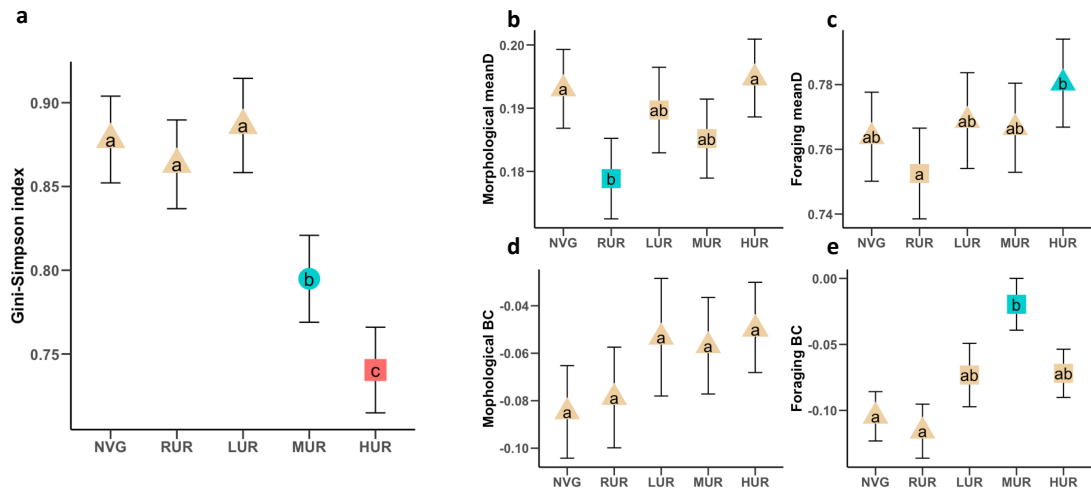 a
Gini-Simpson index
0.90
0.85
0.80
0.75
a
a
a
b
c
NVG RUR LUR MUR HUR
b
Morphological meanD
0.20
0.19
0.18
a
b
ab
ab
a
NVG RUR LUR MUR HUR
c
Foraging meanD
0.78
0.76
0.74
ab
a
ab
ab
b
NVG RUR LUR MUR HUR
d
Mophological BC
-0.04
-0.06
-0.08
-0.10
a
a
a
a
a
NVG RUR LUR MUR HUR
e
Foraging BC
0.00
-0.05
-0.10
a
a
ab
b
ab
NVG RUR LUR MUR HUR